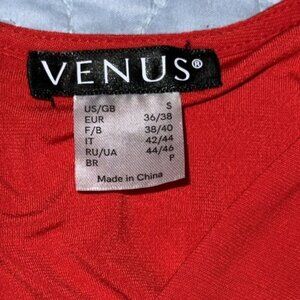 VENUS®
US/GB S
EUR 36/38
F/B 38/40
IT 42/44
RU/UA 44/46
BR P
Made in China